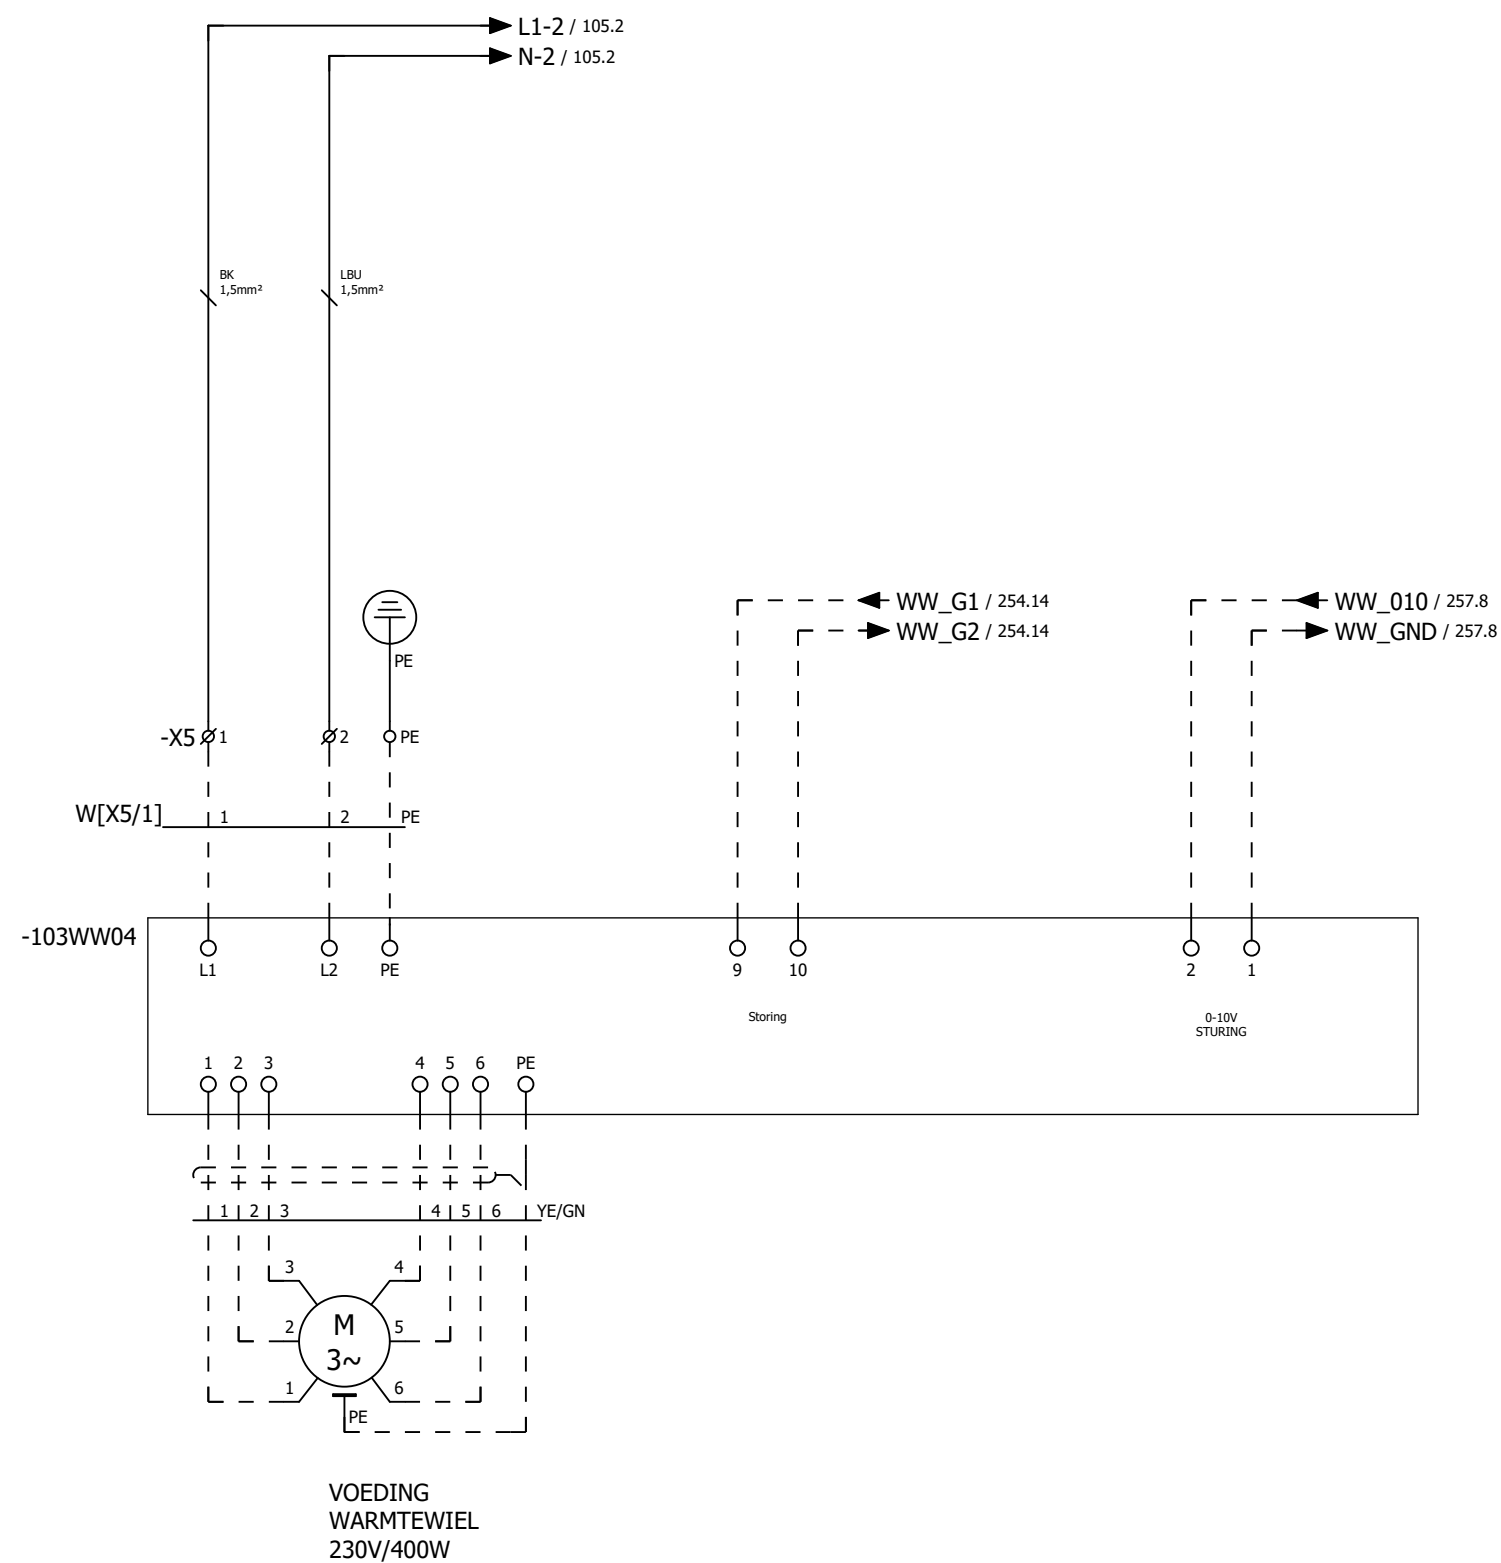 L1-2 / 105.2
N-2 / 105.2
BK
1,5mm²
LBU
1,5mm²
WW_G1 / 254.14
WW_010 / 257.8
WW_G2 / 254.14
WW_GND / 257.8
PE
-X5 1 2 PE
W[X5/1] 1 2 PE
-103WW04
L1 L2 PE 9 10 2 1
Storing
0-10V
STURING
1 2 3 4 5 6 PE
1 2 3 4 5 6 YE/GN
3 4
M
2 5
3~
1 6
PE
VOEDING
WARMTEWIEL
230V/400W